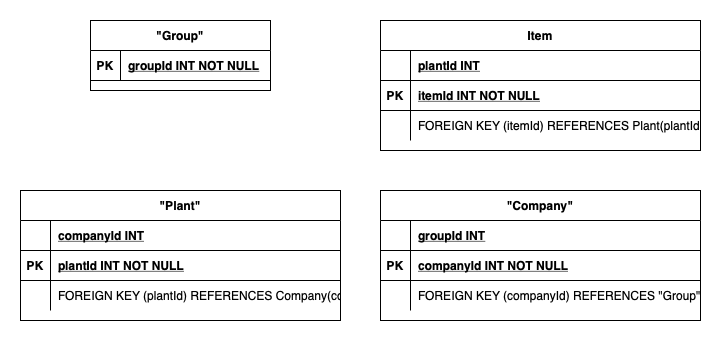 "Group"
PK groupId INT NOT NULL
Item
plantId INT
PK itemId INT NOT NULL
FOREIGN KEY (itemId) REFERENCES Plant(plantId
"Plant"
companyId INT
PK plantId INT NOT NULL
FOREIGN KEY (plantId) REFERENCES Company(co
"Company"
groupId INT
PK companyId INT NOT NULL
FOREIGN KEY (companyId) REFERENCES "Group"